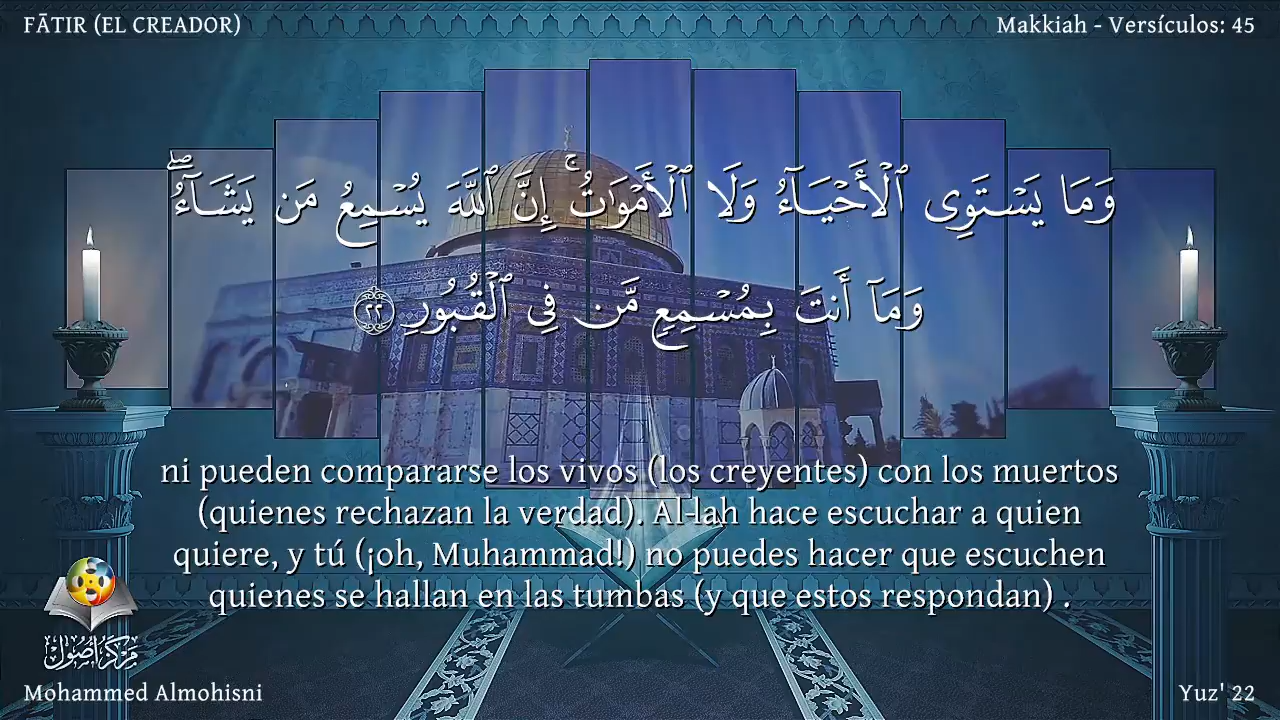 FĀTIR (EL CREADOR)
Makkiah - Versículos: 45
وَمَا يَسْتَوِى ٱلْأَحْيَآءُ وَلَا ٱلْأَمْوَٰتُ ۚ إِنَّ ٱللَّهَ يُسْمِعُ مَن يَشَآءُ ۖ
وَمَآ أَنتَ بِمُسْمِعٍ مَّن فِى ٱلْقُبُورِ ٢٢
ni pueden compararse los vivos (los creyentes) con los muertos
(quienes rechazan la verdad). Al-lah hace escuchar a quien
quiere, y tú (¡oh, Muhammad!) no puedes hacer que escuchen
quienes se hallan en las tumbas (y que estos respondan) .
مركز أصول
Mohammed Almohisni
Yuz' 22